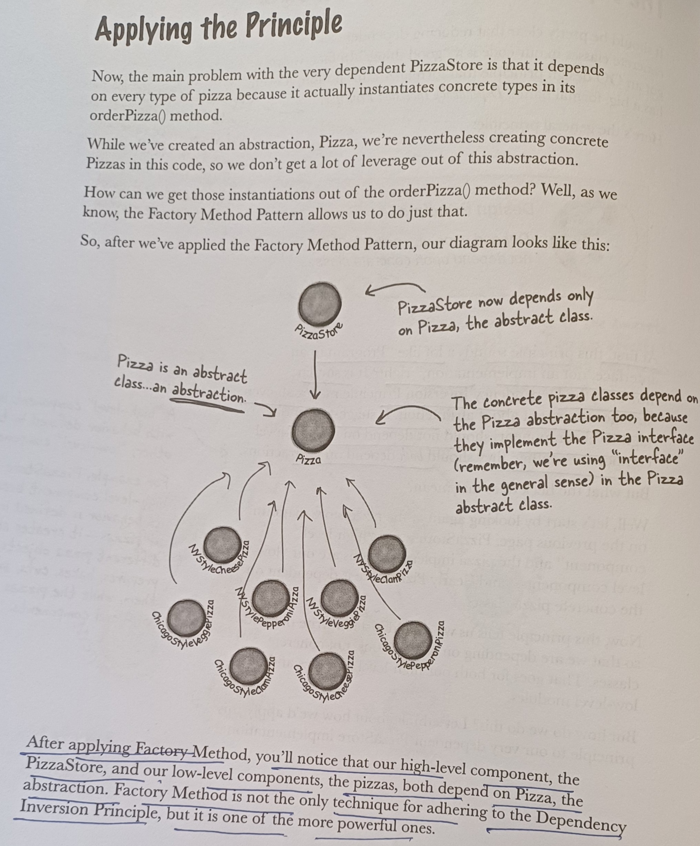 Applying the Principle
Now, the main problem with the very dependent PizzaStore is that it depends
on every type of pizza because it actually instantiates concrete types in its
orderPizza() method.
While we've created an abstraction, Pizza, we're nevertheless creating concrete
Pizzas in this code, so we don't get a lot of leverage out of this abstraction.
How can we get those instantiations out of the orderPizza() method? Well, as we
know, the Factory Method Pattern allows us to do just that.
So, after we've applied the Factory Method Pattern, our diagram looks like this:
PizzaStore
PizzaStore now depends only
on Pizza, the abstract class.
Pizza is an abstract
class...an abstraction.
Pizza
The concrete pizza classes depend on
the Pizza abstraction too, because
they implement the Pizza interface
(remember, we're using "interface"
in the general sense) in the Pizza
abstract class.
NYStyleCheesePizza
NYStyleClamPizza
NYStylePepperoniPizza
NYStyleVeggiePizza
ChicagoStyleVeggiePizza
ChicagoStylePepperoniPizza
ChicagoStyleClamPizza
ChicagoStyleCheesePizza
After applying Factory Method, you'll notice that our high-level component, the
PizzaStore, and our low-level components, the pizzas, both depend on Pizza, the
abstraction. Factory Method is not the only technique for adhering to the Dependency
Inversion Principle, but it is one of the more powerful ones.